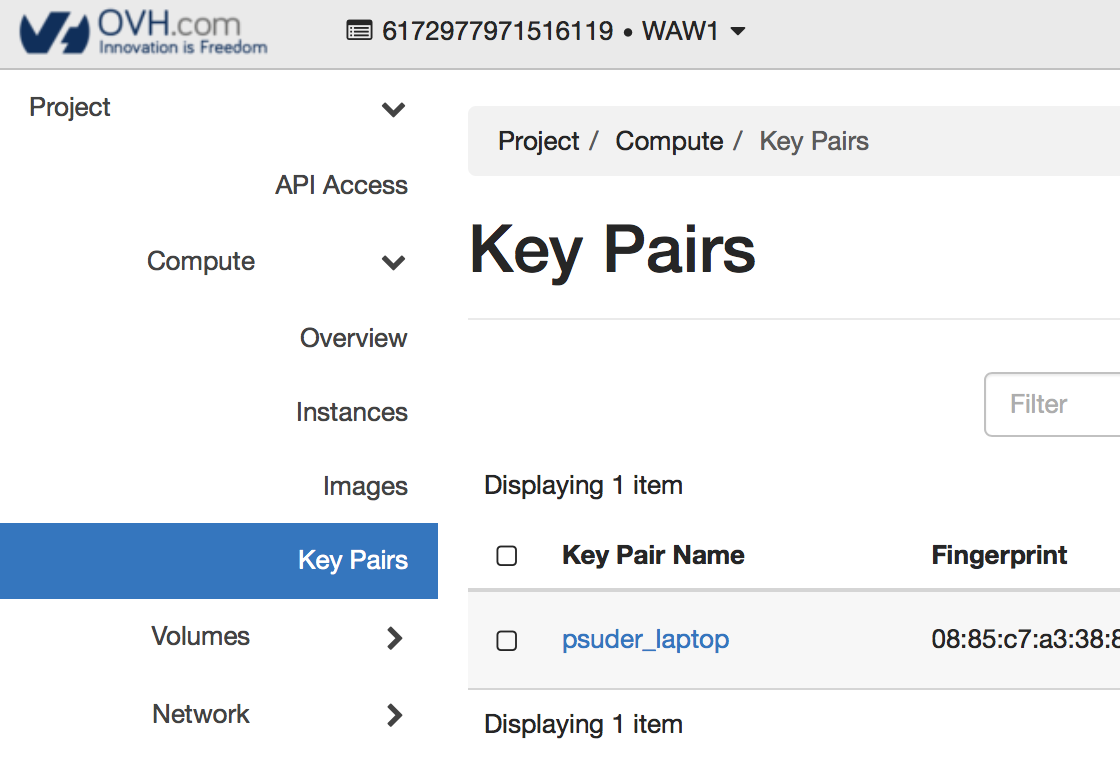 OVH.com
Innovation is Freedom
6172977971516119 • WAW1
Project
API Access
Compute
Overview
Instances
Images
Key Pairs
Volumes
Network
Project / Compute / Key Pairs
Key Pairs
Filter
Displaying 1 item
Key Pair Name Fingerprint
psuder_laptop 08:85:c7:a3:38:8
Displaying 1 item